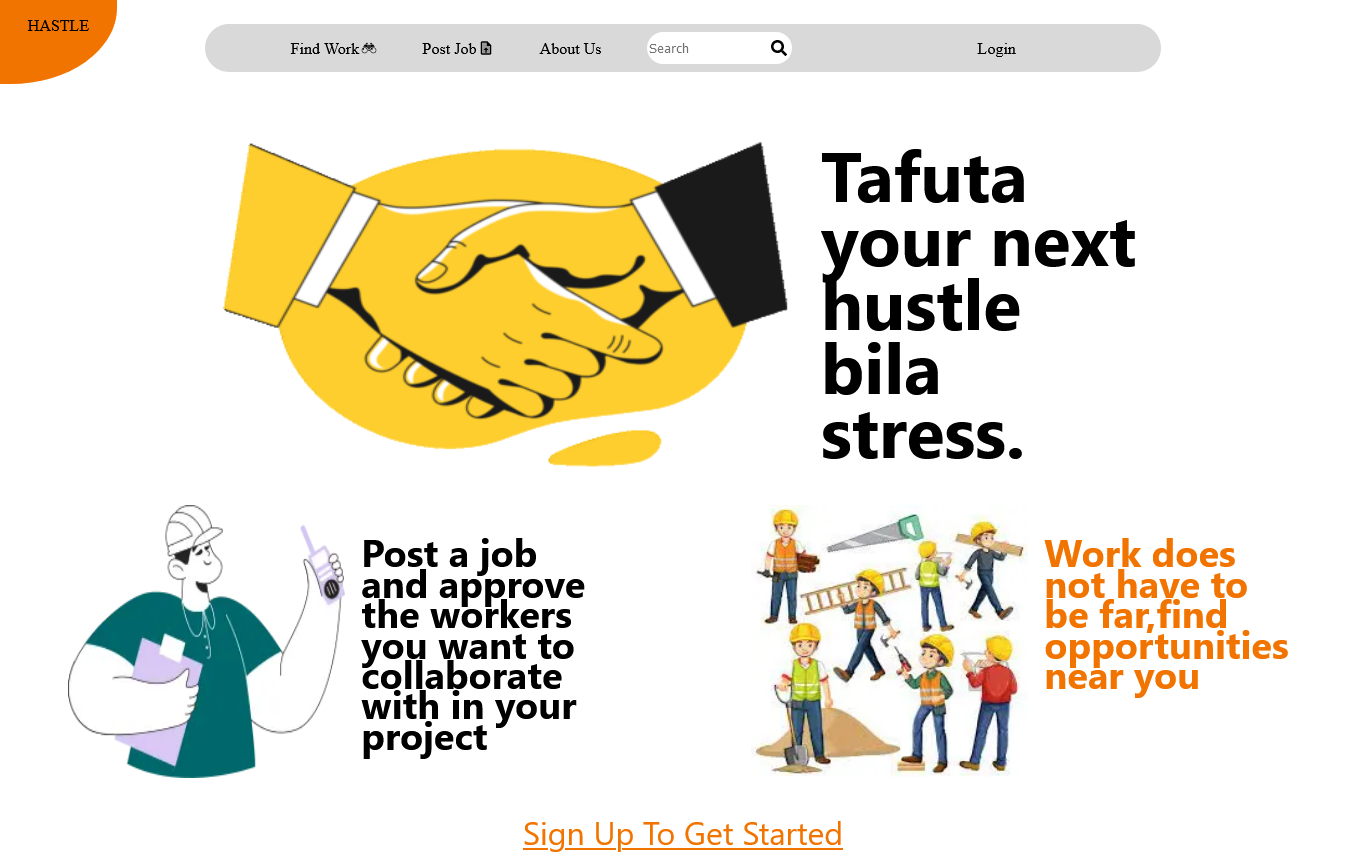 HASTLE
Find Work
Post Job
About Us
Search
Login
Tafuta
your next
hustle
bila
stress.
Post a job
and approve
the workers
you want to
collaborate
with in your
project
Work does
not have to
be far,find
opportunities
near you
Sign Up To Get Started